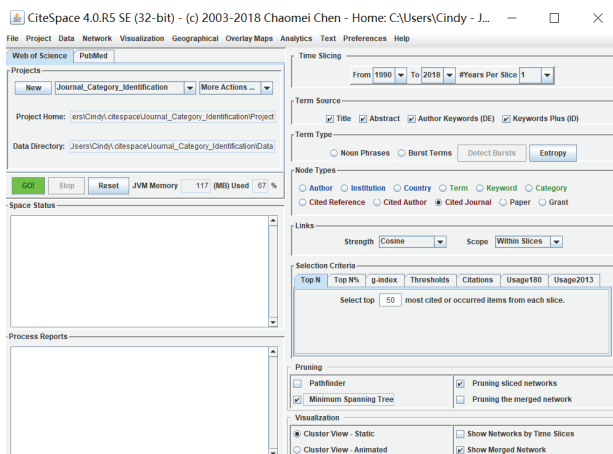 CiteSpace 4.0.R5 SE (32-bit) - (c) 2003-2018 Chaomei Chen - Home: C:\Users\Cindy - J...
File Project Data Network Visualization Geographical Overlay Maps Analytics Text Preferences Help
Web of Science PubMed
Projects
New Journal_Category_Identification More Actions ...
Project Home: ers\Cindy\.citespace\Journal_Category_Identification\Project
Data Directory: Jsers\Cindy\.citespace\Journal_Category_Identification\Data
GO! Stop Reset JVM Memory 117 (MB) Used 67 %
Space Status
Process Reports
Time Slicing
From 1990 To 2018 #Years Per Slice 1
Term Source
Title Abstract Author Keywords (DE) Keywords Plus (ID)
Term Type
Noun Phrases Burst Terms Detect Bursts Entropy
Node Types
Author Institution Country Term Keyword Category
Cited Reference Cited Author Cited Journal Paper Grant
Links
Strength Cosine Scope Within Slices
Selection Criteria
Top N Top N% g-index Thresholds Citations Usage180 Usage2013
Select top 50 most cited or occurred items from each slice.
Pruning
Pathfinder Pruning sliced networks
Minimum Spanning Tree Pruning the merged network
Visualization
Cluster View - Static Show Networks by Time Slices
Cluster View - Animated Show Merged Network